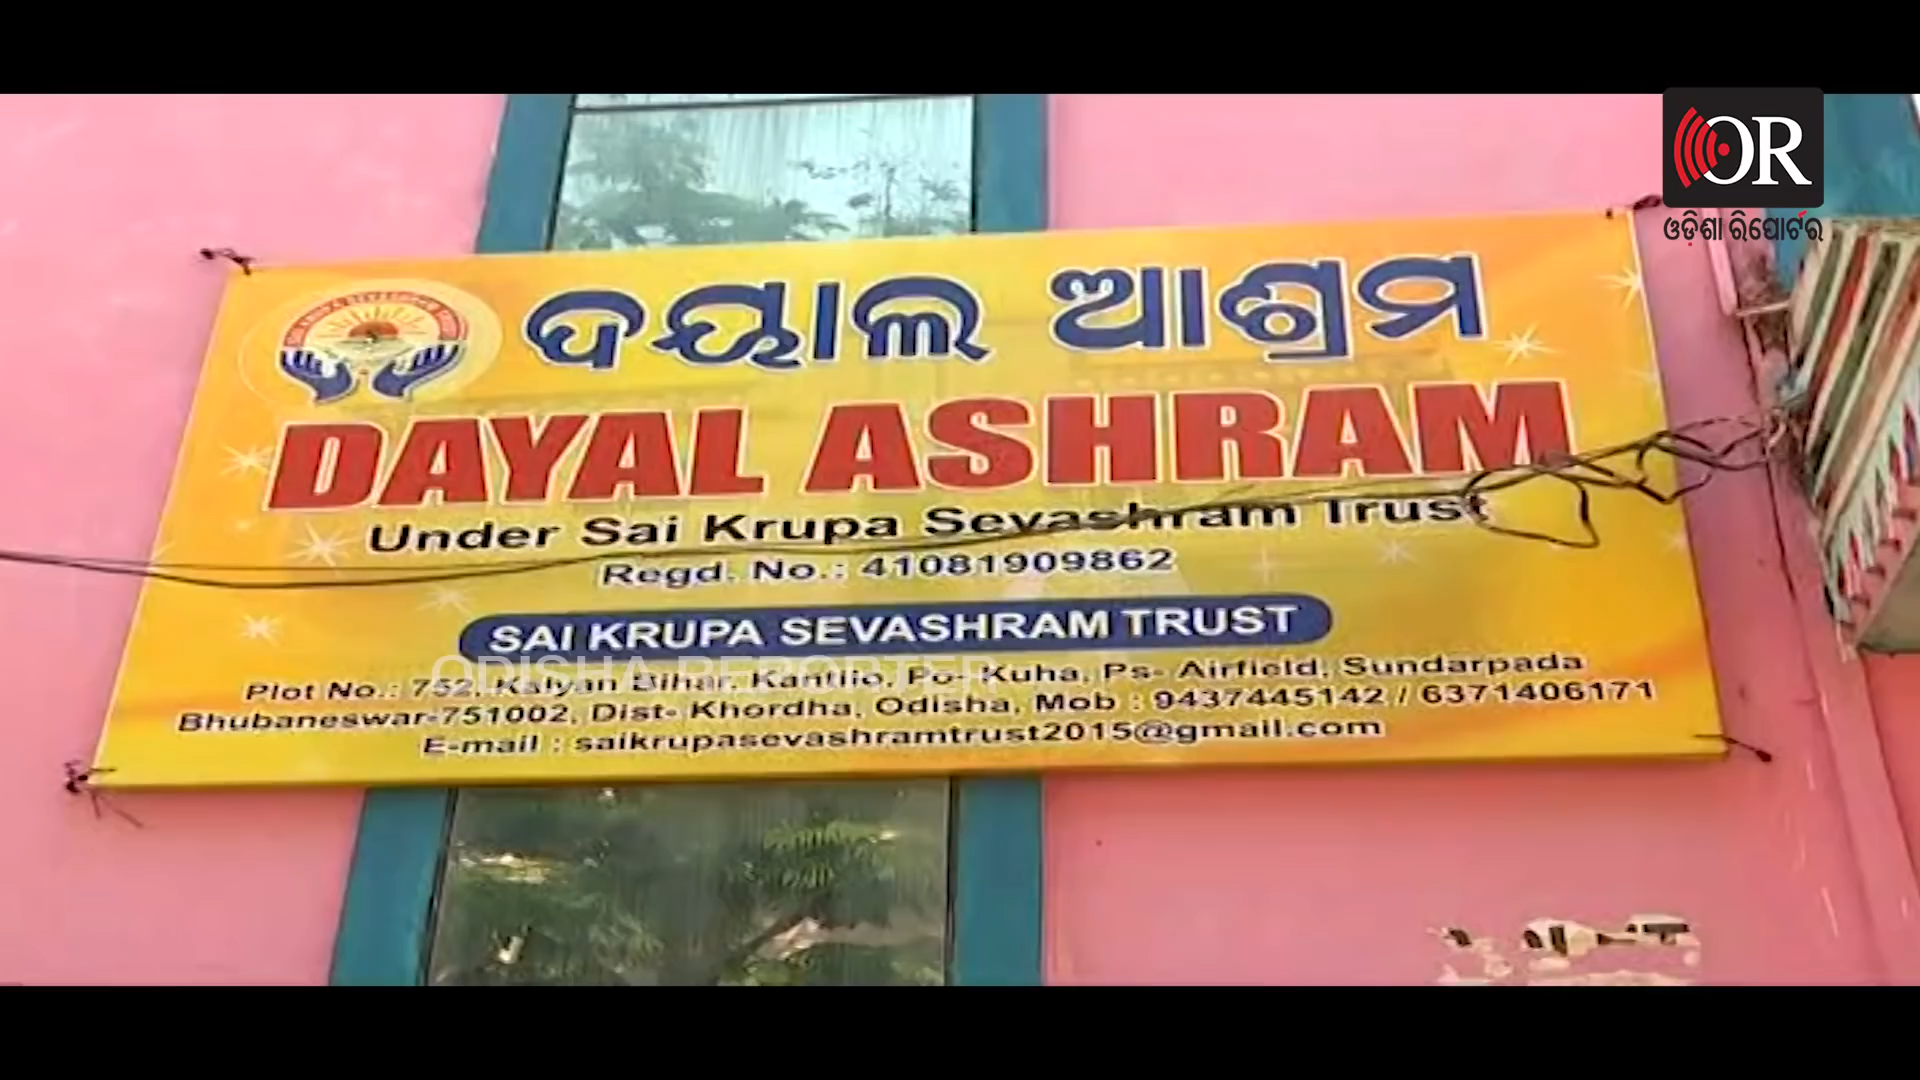 OR
ଓଡ଼ିଶା ରିପୋର୍ଟର
ଦୟାଲ ଆଶ୍ରମ
DAYAL ASHRAM
Under Sai Krupa Sevashram Trust
Regd. No.: 41081909862
SAI KRUPA SEVASHRAM TRUST
ODISHA REPORTER
Plot No.: 752, Kalyan Bihar, Kantilo, Po- Kuha, Ps- Airfield, Sundarpada
Bhubaneswar-751002, Dist- Khordha, Odisha, Mob : 9437445142 / 6371406171
E-mail : saikrupasevashramtrust2015@gmail.com